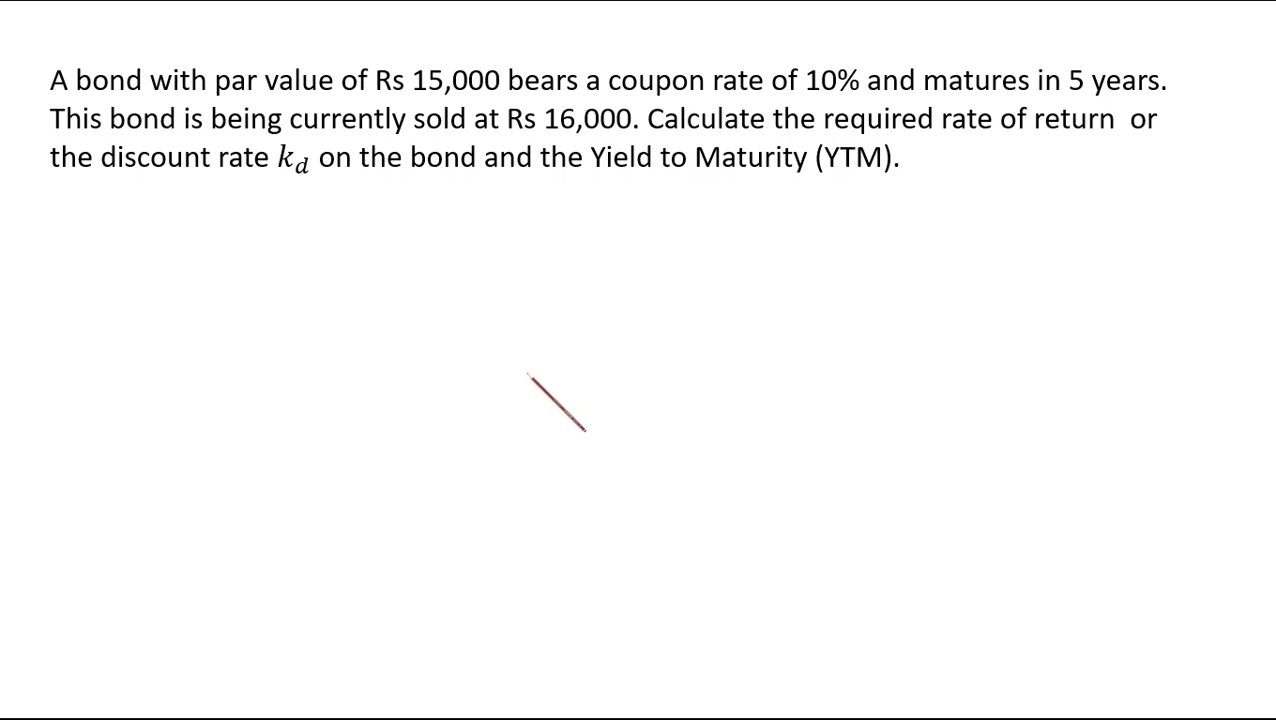 A bond with par value of Rs 15,000 bears a coupon rate of 10% and matures in 5 years.
This bond is being currently sold at Rs 16,000. Calculate the required rate of return  or
the discount rate k_d on the bond and the Yield to Maturity (YTM).